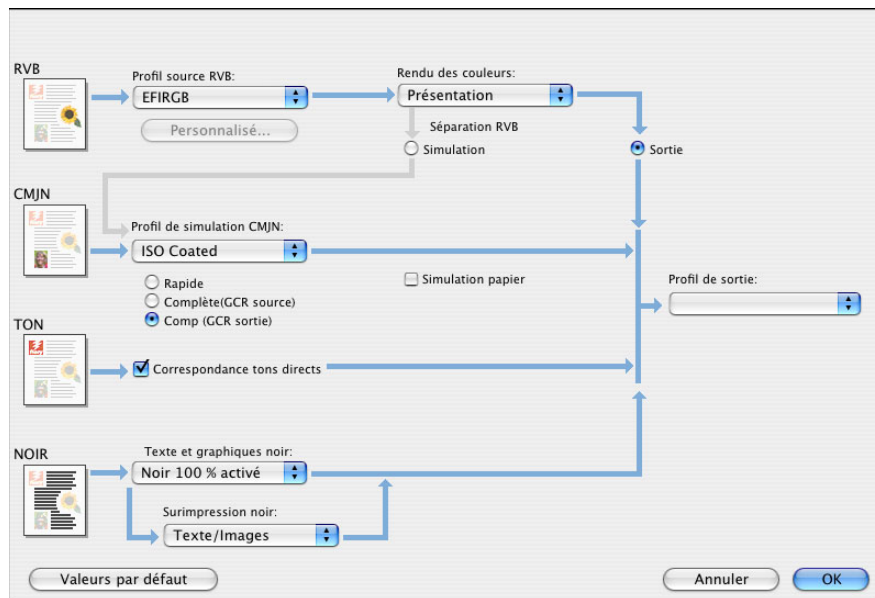 RVB
Profil source RVB:
Rendu des couleurs:
EFIRGB
Présentation
Personnalisé...
Séparation RVB
Simulation
Sortie
CMJN
Profil de simulation CMJN:
ISO Coated
Profil de sortie:
Rapide
Simulation papier
Complète(GCR source)
Comp (GCR sortie)
TON
Correspondance tons directs
NOIR
Texte et graphiques noir:
Noir 100 % activé
Surimpression noir:
Texte/Images
Valeurs par défaut
Annuler
OK